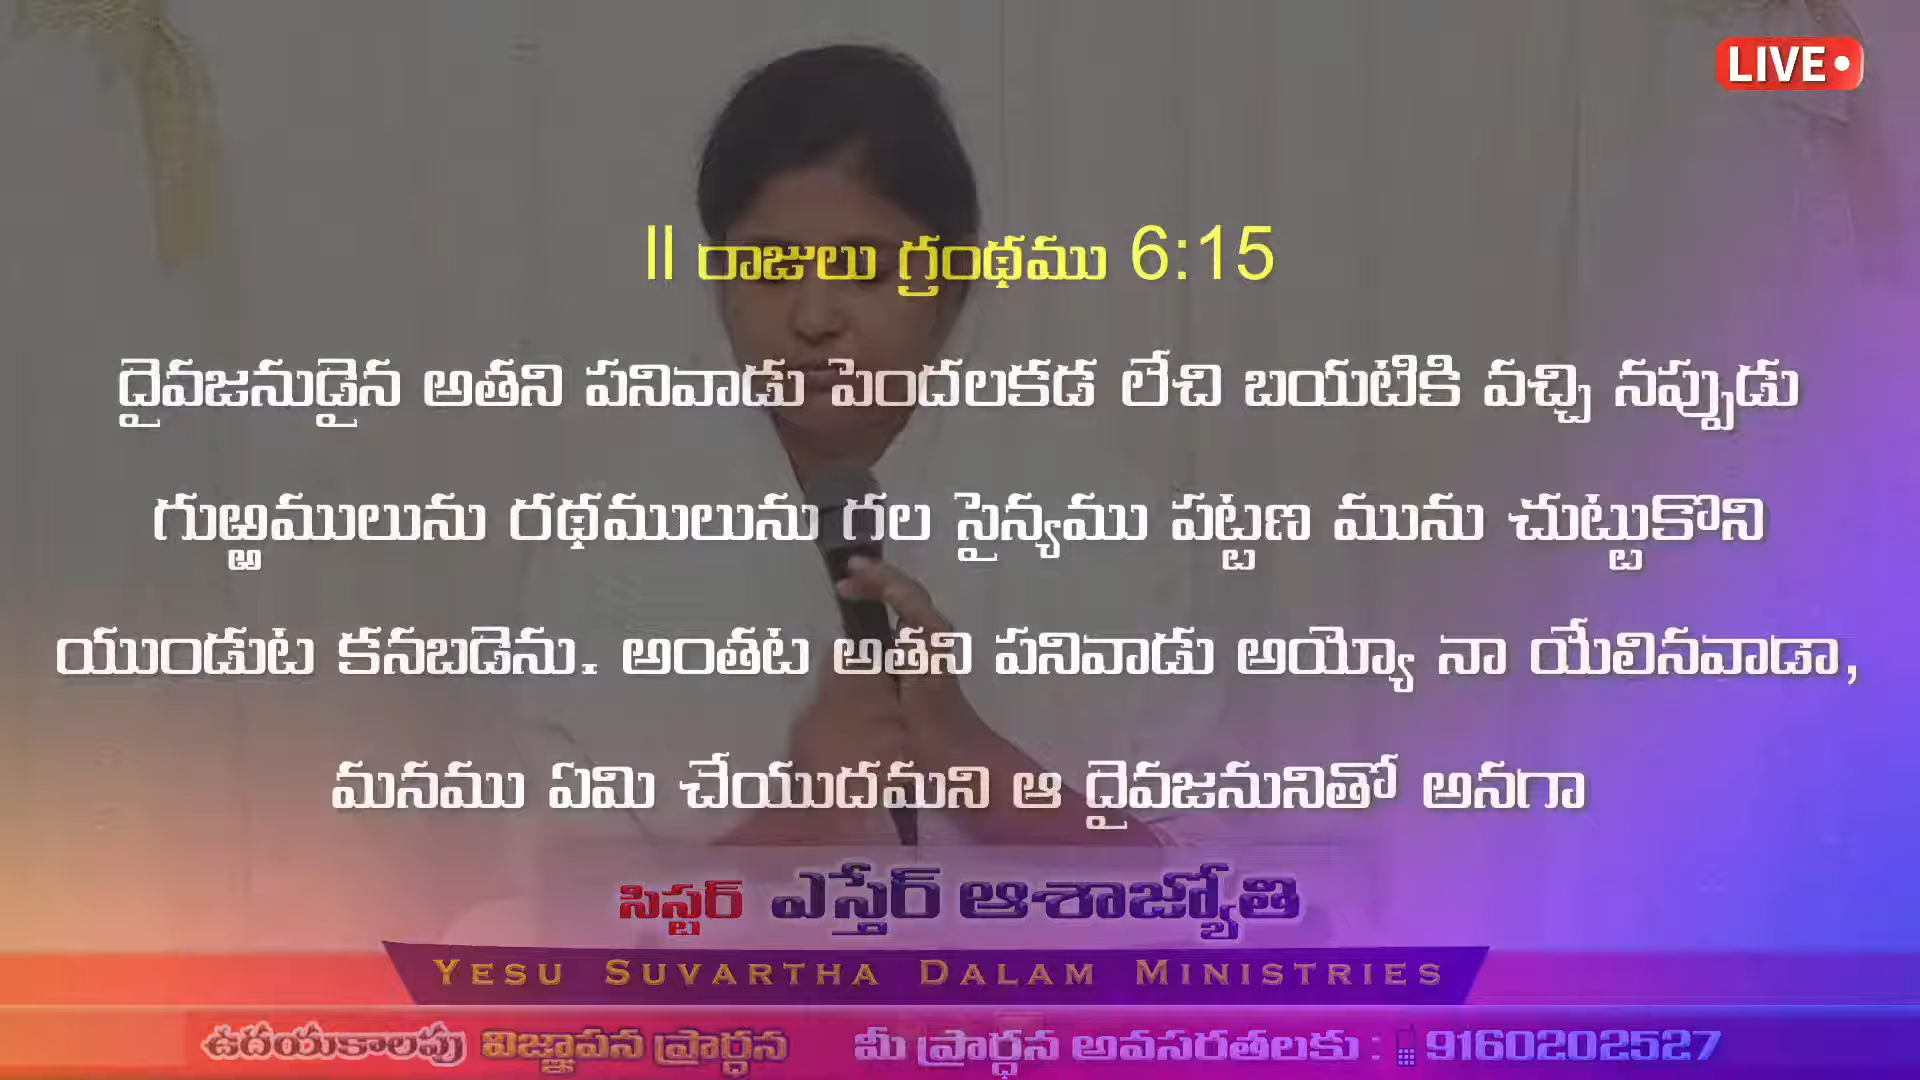 LIVE
II రాజులు గ్రంథము 6:15
దైవజనుడైన అతని పనివాడు పెందలకడ లేచి బయటికి వచ్చి నప్పుడు
గుఱ్ఱములును రథములును గల సైన్యము పట్టణ మును చుట్టుకొని
యుండుట కనబడెను. అంతట అతని పనివాడు అయ్యో నా యేలినవాడా,
మనము ఏమి చేయుదమని ఆ దైవజనునితో అనగా
సిస్టర్ ఎస్తేర్ ఆశాజ్యోతి
YESU SUVARTHA DALAM MINISTRIES
ఉదయకాలపు విజ్ఞాపన ప్రార్ధన మీ ప్రార్ధన అవసరతలకు : 9160202527